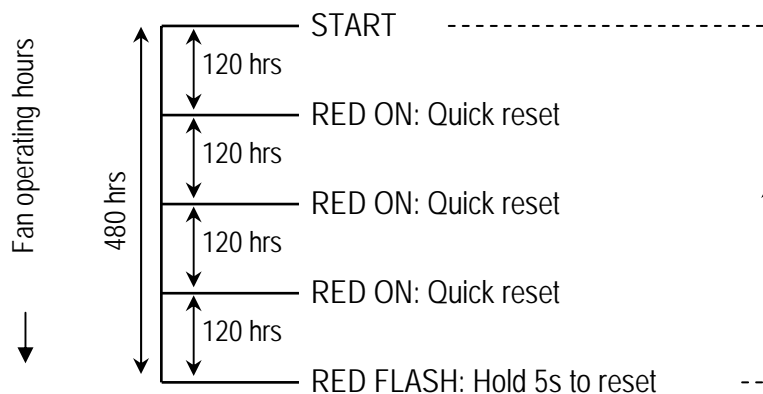 START
120 hrs
RED ON: Quick reset
120 hrs
RED ON: Quick reset
120 hrs
RED ON: Quick reset
120 hrs
RED FLASH: Hold 5s to reset
480 hrs
Fan operating hours